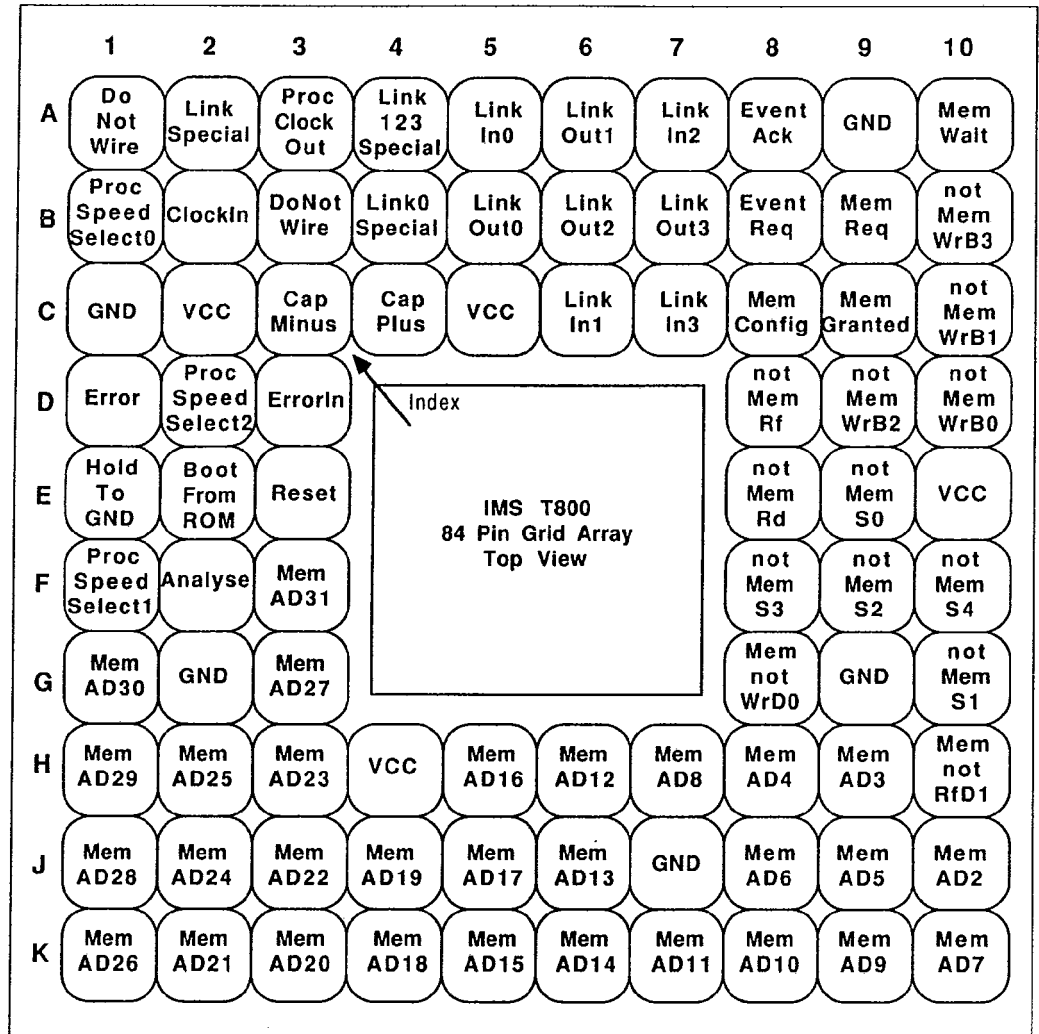 1 2 3 4 5 6 7 8 9 10
A
Do Not Wire
Link Special
Proc Clock Out
Link 123 Special
Link In0
Link Out1
Link In2
Event Ack
GND
Mem Wait
B
Proc Speed Select0
ClockIn
DoNot Wire
Link0 Special
Link Out0
Link Out2
Link Out3
Event Req
Mem Req
not Mem WrB3
C
GND
VCC
Cap Minus
Cap Plus
VCC
Link In1
Link In3
Mem Config
Mem Granted
not Mem WrB1
D
Error
Proc Speed Select2
ErrorIn
Index
not Mem Rf
not Mem WrB2
not Mem WrB0
E
Hold To GND
Boot From ROM
Reset
IMS T800
84 Pin Grid Array
Top View
not Mem Rd
not Mem S0
VCC
F
Proc Speed Select1
Analyse
Mem AD31
not Mem S3
not Mem S2
not Mem S4
G
Mem AD30
GND
Mem AD27
Mem not WrD0
GND
not Mem S1
H
Mem AD29
Mem AD25
Mem AD23
VCC
Mem AD16
Mem AD12
Mem AD8
Mem AD4
Mem AD3
Mem not RfD1
J
Mem AD28
Mem AD24
Mem AD22
Mem AD19
Mem AD17
Mem AD13
GND
Mem AD6
Mem AD5
Mem AD2
K
Mem AD26
Mem AD21
Mem AD20
Mem AD18
Mem AD15
Mem AD14
Mem AD11
Mem AD10
Mem AD9
Mem AD7